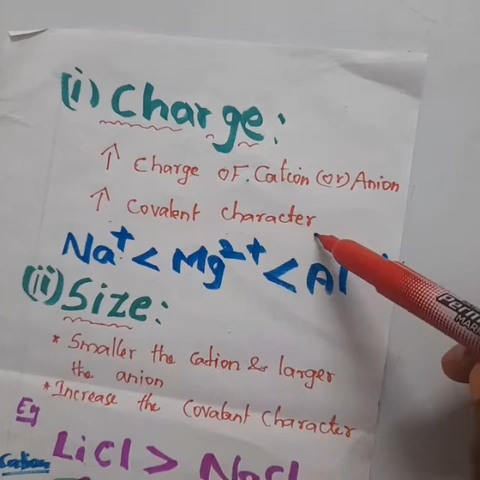 (i) Charge:
↑ Charge of. Cation (or) Anion
↑ Covalent character
Na⁺ < Mg²⁺ < Al
(ii) Size:
* Smaller the cation & larger
the anion
* Increase the covalent character
Eg
LiCl > NaCl
Cation